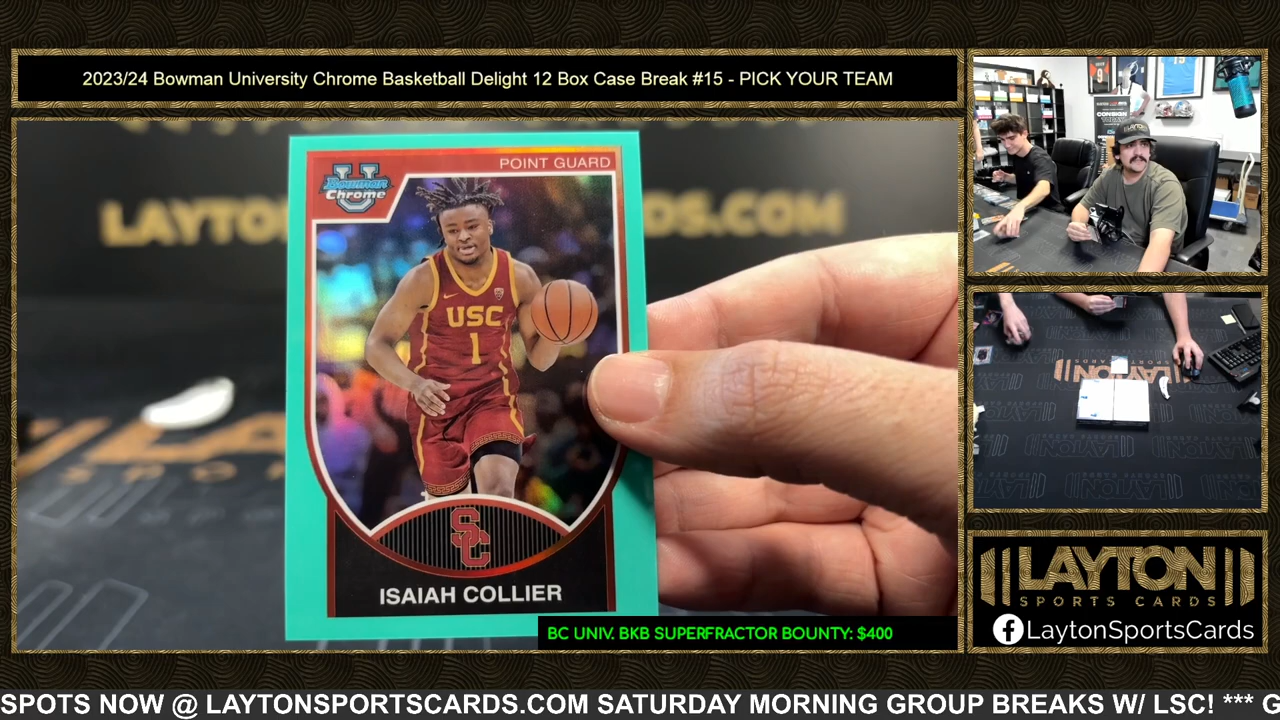 2023/24 Bowman University Chrome Basketball Delight 12 Box Case Break #15 - PICK YOUR TEAM
POINT GUARD
U
Bowman
Chrome
USC
1
SC
ISAIAH COLLIER
BC UNIV. BKB SUPERFRACTOR BOUNTY: $400
LAYTON
SPORTS CARDS
LaytonSportsCards
SPOTS NOW @ LAYTONSPORTSCARDS.COM SATURDAY MORNING GROUP BREAKS W/ LSC! *** G